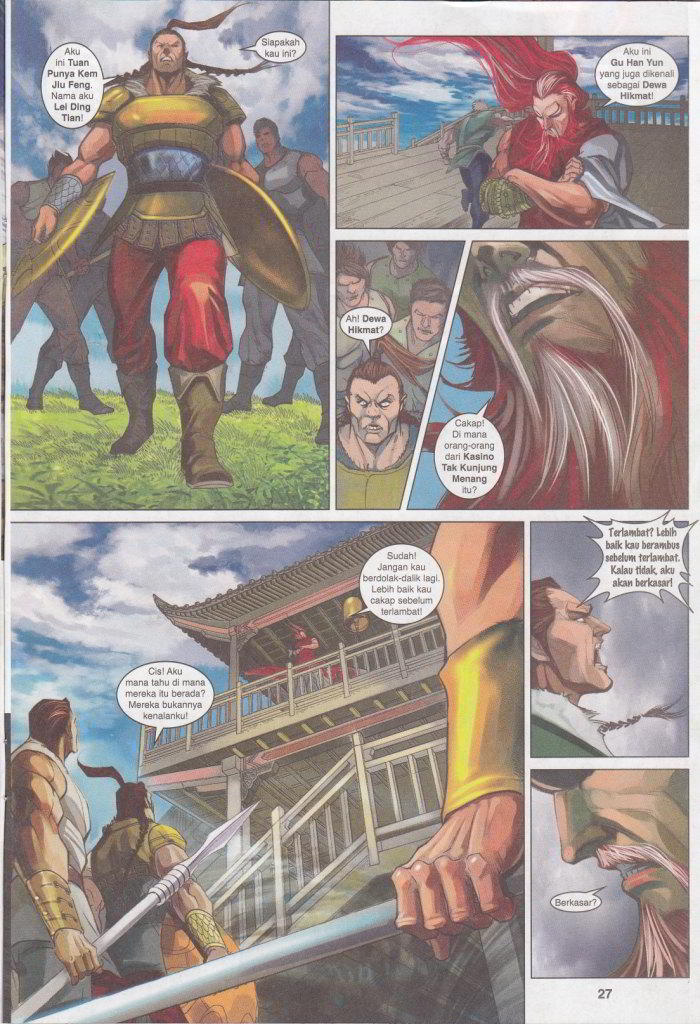 Aku
ini Tuan
Punya Kem
Jiu Feng.
Nama aku
Lei Ding
Tian!
Siapakah
kau ini?
Aku ini
Gu Han Yun
yang juga dikenali
sebagai Dewa
Hikmat!
Ah! Dewa
Hikmat?
Cakap!
Di mana
orang-orang
dari Kasino
Tak Kunjung
Menang
itu?
Cis! Aku
mana tahu di mana
mereka itu berada?
Mereka bukannya
kenalanku!
Sudah!
Jangan kau
berdolak-dalik lagi.
Lebih baik kau
cakap sebelum
terlambat!
Terlambat? Lebih
baik kau berambus
sebelum terlambat.
Kalau tidak, aku
akan berkasar!
Berkasar?
27